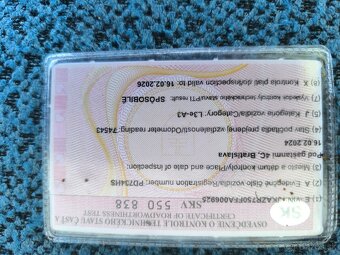 OSVEDČENIE O KONTROLE TECHNICKÉHO STAVU ČASŤ A
CERTIFICATE OF ROADWORTHINESS TEST
SKV 550 838
SK
(2) A Evidenčné číslo vozidla/Registration number: PD234HS
(3) Miesto a dátum kontroly/Place and date of inspection:
Pod gaštanmi 4C, Bratislava
16.02.2024
(4) Stav počítadla prejdenej vzdialenosti/Odometer reading: 74543
(5) J Kategória vozidla/Category: L3e-A3
(7) Výsledok kontroly technického stavu/PTI result: SPÔSOBILÉ
(8) X Kontrola platí do/Inspection valid to: 16.02.2026